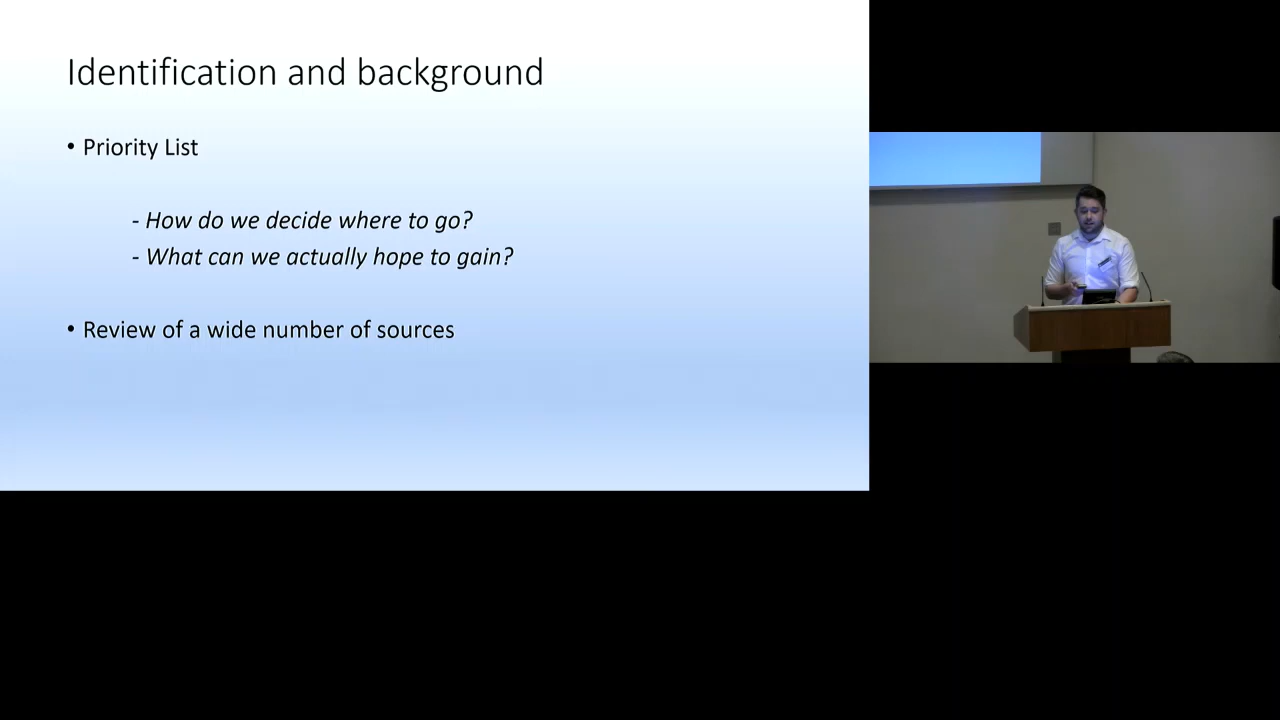 Identification and background
• Priority List
- How do we decide where to go?
- What can we actually hope to gain?
• Review of a wide number of sources